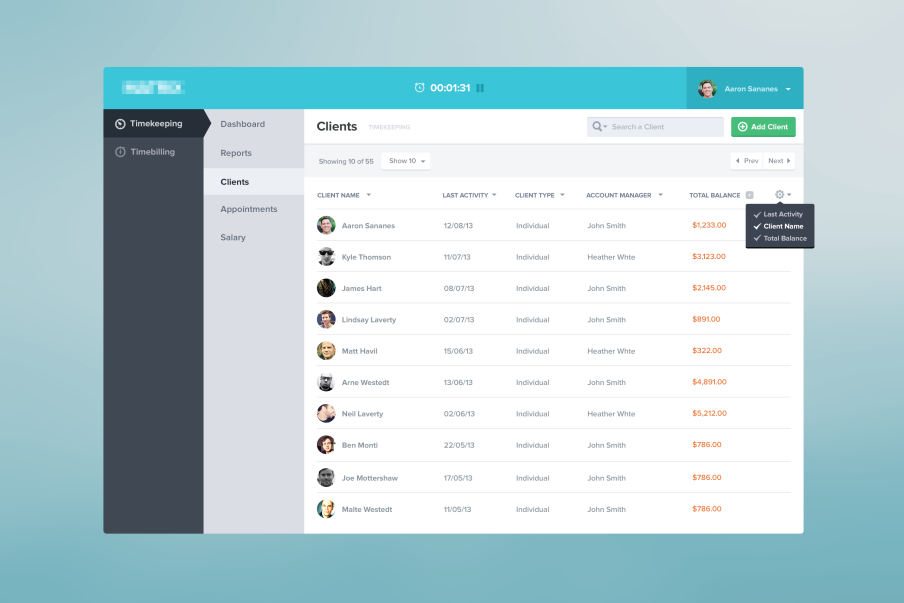 00:01:31
Aaron Sananes
Timekeeping
Timebilling
Dashboard
Reports
Clients
Appointments
Salary
Clients TIMEKEEPING
Search a Client
Add Client
Showing 10 of 55 Show 10
Prev Next
CLIENT NAME LAST ACTIVITY CLIENT TYPE ACCOUNT MANAGER TOTAL BALANCE
Last Activity
Client Name
Total Balance
Aaron Sananes 12/08/13 Individual John Smith $1,233.00
Kyle Thomson 11/07/13 Individual Heather Whte $3,123.00
James Hart 08/07/13 Individual John Smith $2,145.00
Lindsay Laverty 02/07/13 Individual John Smith $891.00
Matt Havil 15/06/13 Individual Heather Whte $322.00
Arne Westedt 13/06/13 Individual John Smith $4,891.00
Neil Laverty 02/06/13 Individual Heather Whte $5,212.00
Ben Monti 22/05/13 Individual John Smith $786.00
Joe Mottershaw 17/05/13 Individual John Smith $786.00
Malte Westedt 11/05/13 Individual John Smith $786.00